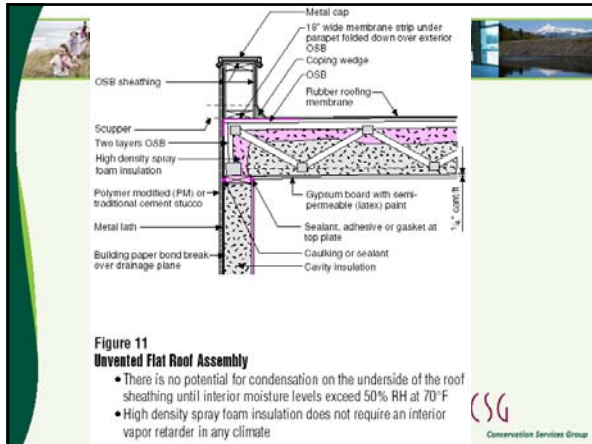 Metal cap
18" wide membrane strip under
parapet folded down over exterior
OSB
Coping wedge
OSB
Rubber roofing
membrane
OSB sheathing
Scupper
Two layers OSB
High density spray
foam insulation
Polymer modified (PM) or
traditional cement stucco
Metal lath
Building paper bond break
over drainage plane
Gypsum board with semi-
permeable (latex) paint
Sealant, adhesive or gasket at
top plate
Caulking or sealant
Cavity insulation
Figure 11
Unvented Flat Roof Assembly
• There is no potential for condensation on the underside of the roof
sheathing until interior moisture levels exceed 50% RH at 70°F
• High density spray foam insulation does not require an interior
vapor retarder in any climate
CSG
Conservation Services Group